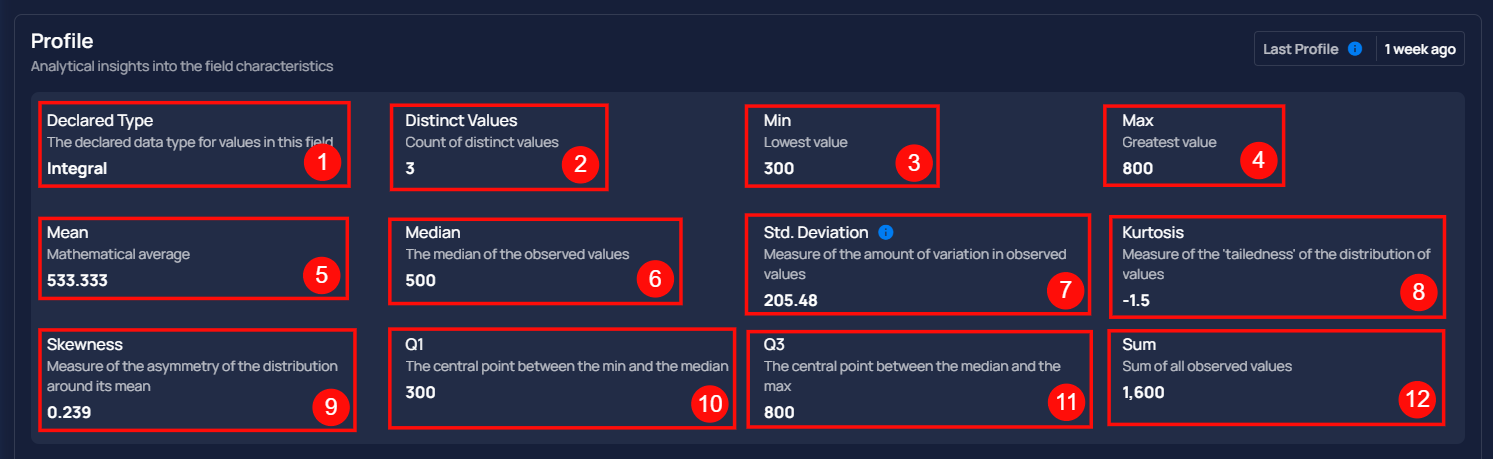 Profile
Analytical insights into the field characteristics
Last Profile 1 week ago
Declared Type
The declared data type for values in this field
Integral
1
Distinct Values
Count of distinct values
3
2
Min
Lowest value
300
3
Max
Greatest value
800
4
Mean
Mathematical average
533.333
5
Median
The median of the observed values
500
6
Std. Deviation
Measure of the amount of variation in observed
values
205.48
7
Kurtosis
Measure of the 'tailedness' of the distribution of
values
-1.5
8
Skewness
Measure of the asymmetry of the distribution
around its mean
0.239
9
Q1
The central point between the min and the median
300
10
Q3
The central point between the median and the
max
800
11
Sum
Sum of all observed values
1,600
12